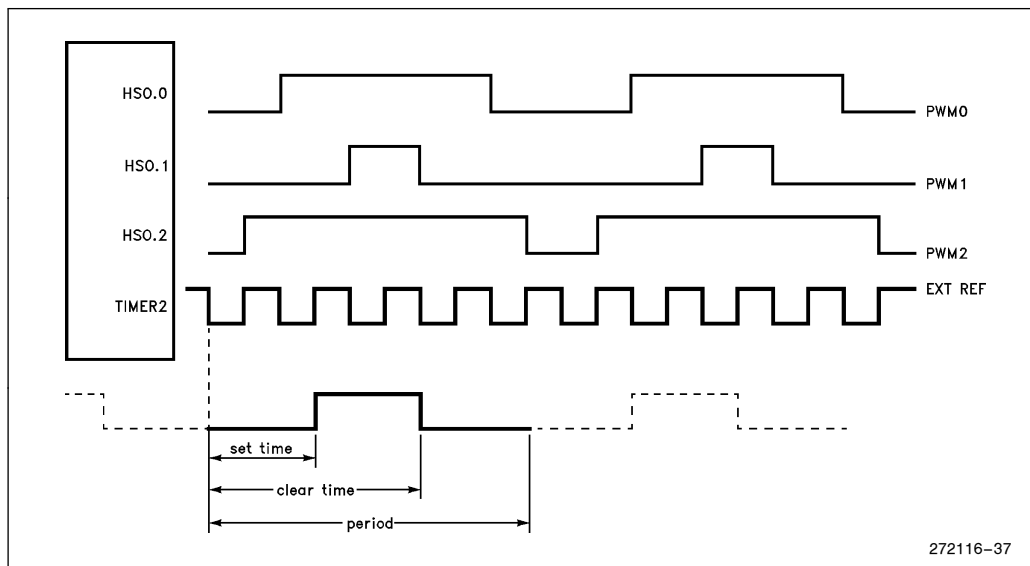 HSO.0
PWM0
HSO.1
PWM1
HSO.2
PWM2
TIMER2
EXT REF
set time
clear time
period
272116-37